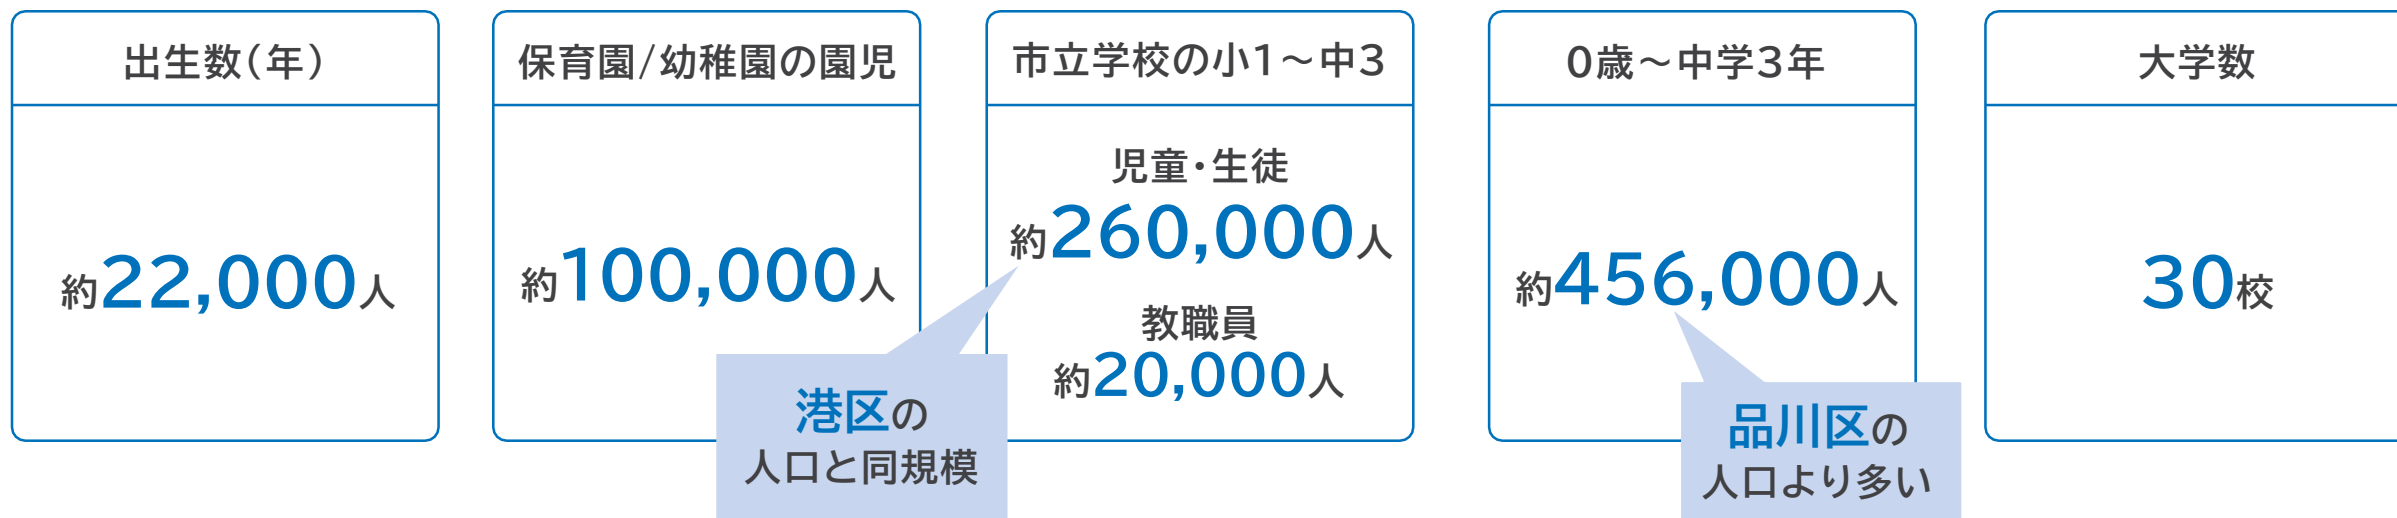 出生数(年)
約22,000人
保育園/幼稚園の園児
約100,000人
市立学校の小1～中3
児童・生徒
約260,000人
教職員
約20,000人
港区の
人口と同規模
0歳～中学3年
約456,000人
品川区の
人口より多い
大学数
30校